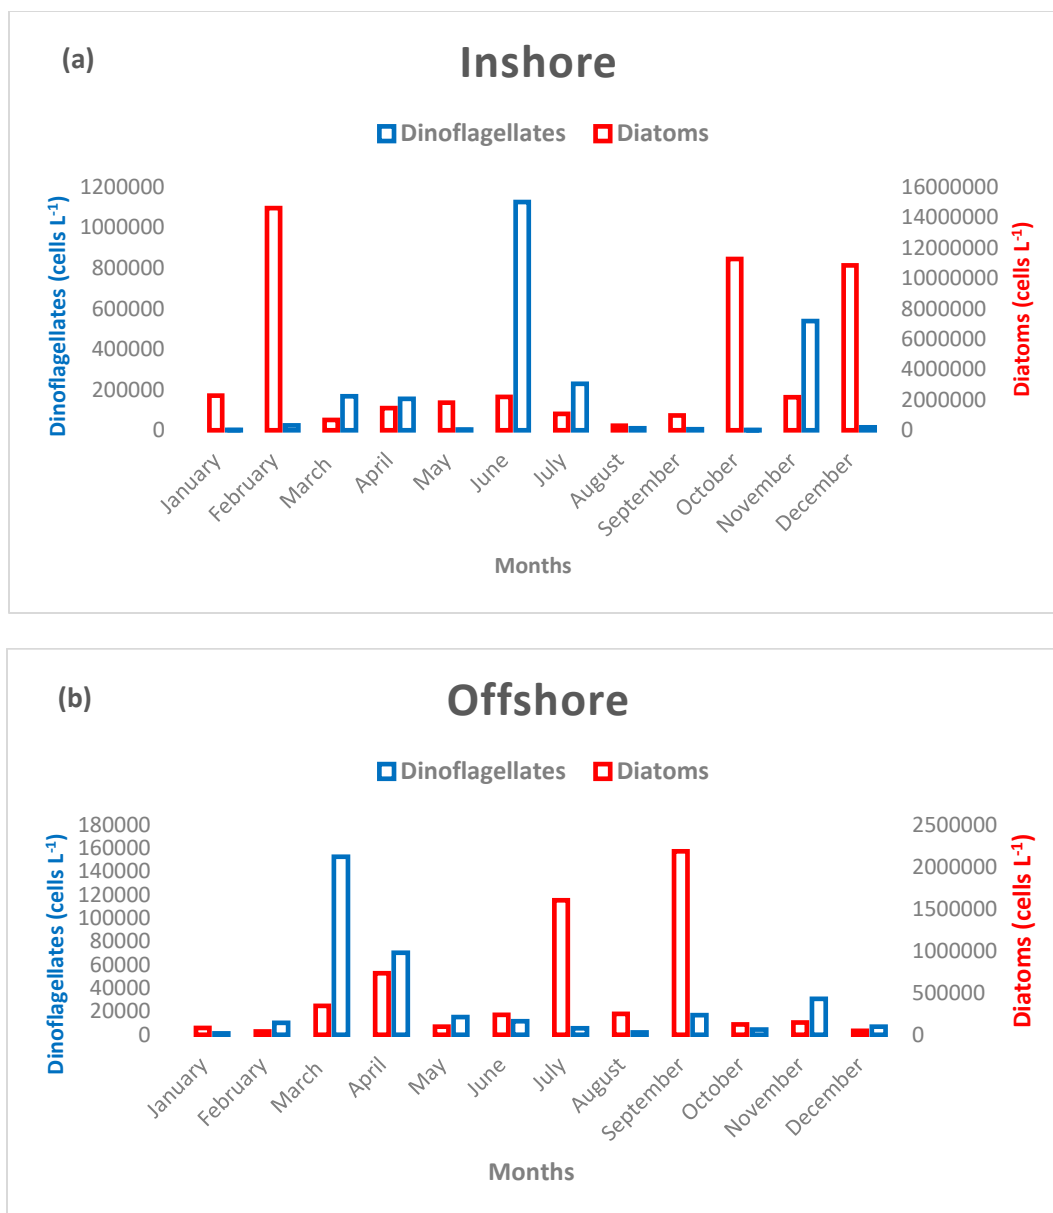 (a)
Inshore
Dinoflagellates Diatoms
Dinoflagellates (cells L⁻¹)
1200000
1000000
800000
600000
400000
200000
0
16000000
14000000
12000000
10000000
8000000
6000000
4000000
2000000
0
Diatoms (cells L⁻¹)
January
February
March
April
May
June
July
August
September
October
November
December
Months
(b)
Offshore
Dinoflagellates Diatoms
Dinoflagellates (cells L⁻¹)
180000
160000
140000
120000
100000
80000
60000
40000
20000
0
2500000
2000000
1500000
1000000
500000
0
Diatoms (cells L⁻¹)
January
February
March
April
May
June
July
August
September
October
November
December
Months